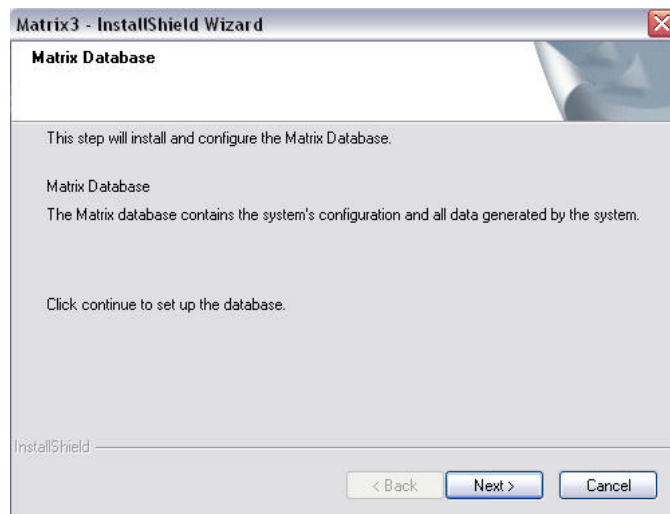 Matrix3 - InstallShield Wizard
Matrix Database
This step will install and configure the Matrix Database.
Matrix Database
The Matrix database contains the system's configuration and all data generated by the system.
Click continue to set up the database.
InstallShield
< Back Next > Cancel